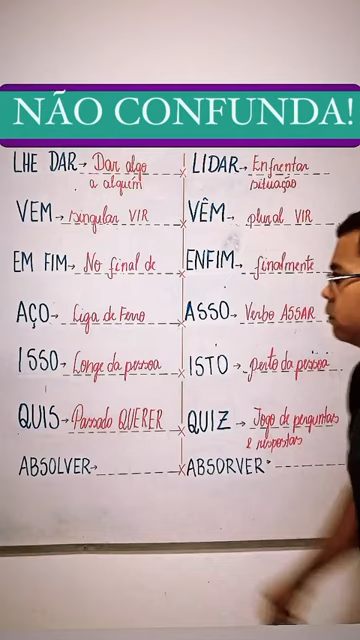 NÃO CONFUNDA!
LHE DAR → Dar algo a alguém × LIDAR → Enfrentar situação
VEM → singular VIR × VÊM → plural VIR
EM FIM → No final de × ENFIM → finalmente
AÇO → Liga de Ferro × ASSO → Verbo ASSAR
ISSO → Longe da pessoa × ISTO → perto da pessoa
QUIS → Passado QUERER × QUIZ → Jogo de perguntas e respostas
ABSOLVER → × ABSORVER